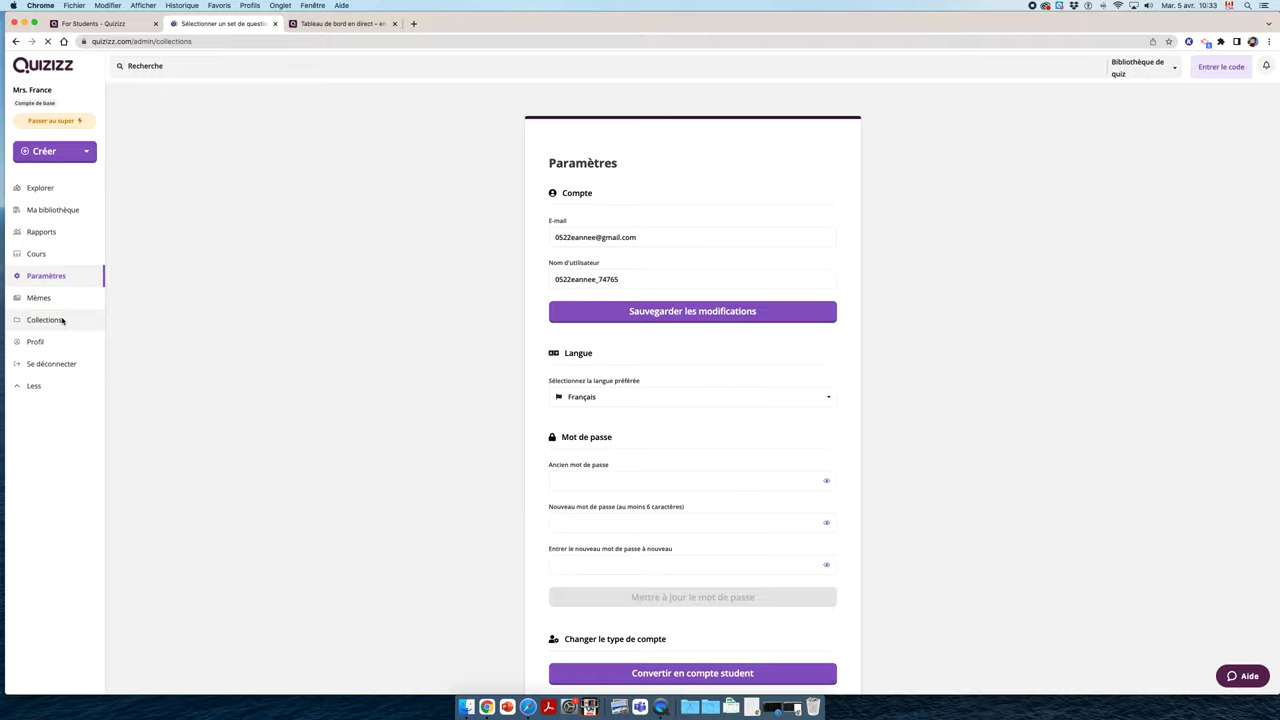 Chrome Fichier Modifier Afficher Historique Favoris Profils Onglet Fenêtre Aide
Mar. 5 avr. 10:33
For Students - Quizizz
Sélectionner un set de questi
Tableau de bord en direct – en
quizizz.com/admin/collections
Quizizz
Recherche
Bibliothèque de
quiz
Entrer le code
Mrs. France
Compte de base
Passer au super
Créer
Explorer
Ma bibliothèque
Rapports
Cours
Paramètres
Mèmes
Collections
Profil
Se déconnecter
Less
Paramètres
Compte
E-mail
0522eannee@gmail.com
Nom d'utilisateur
0522eannee_74765
Sauvegarder les modifications
Langue
Sélectionnez la langue préférée
Français
Mot de passe
Ancien mot de passe
Nouveau mot de passe (au moins 6 caractères)
Entrer le nouveau mot de passe à nouveau
Mettre à jour le mot de passe
Changer le type de compte
Convertir en compte student
Aide